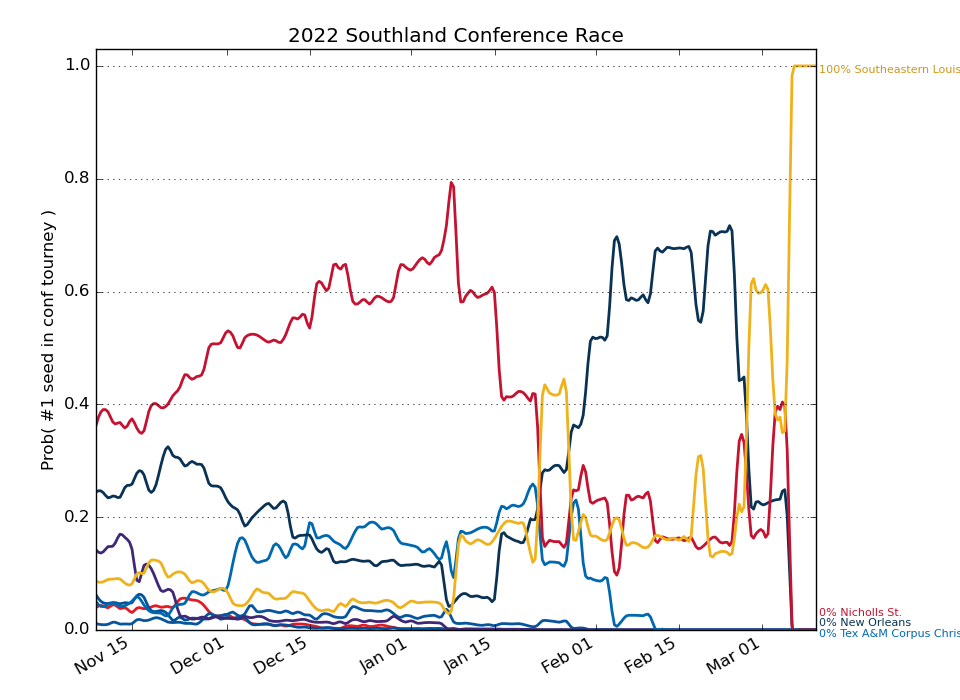 2022 Southland Conference Race
Prob( #1 seed in conf tourney )
1.0
0.8
0.6
0.4
0.2
0.0
Nov 15
Dec 01
Dec 15
Jan 01
Jan 15
Feb 01
Feb 15
Mar 01
100% Southeastern Louis
0% Nicholls St.
0% New Orleans
0% Tex A&M Corpus Chris